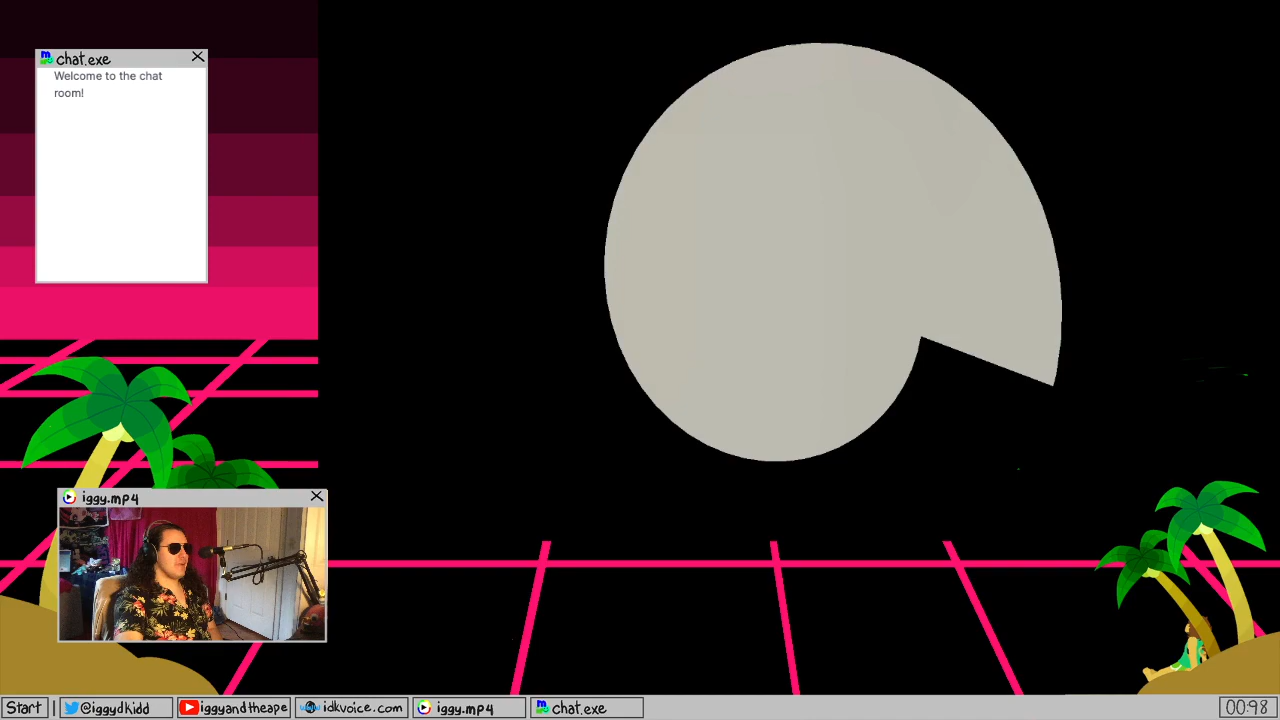 chat.exe
Welcome to the chat
room!
iggy.mp4
Start | @iggydkidd iggyandtheape www idkvoice.com iggy.mp4 chat.exe 00:98